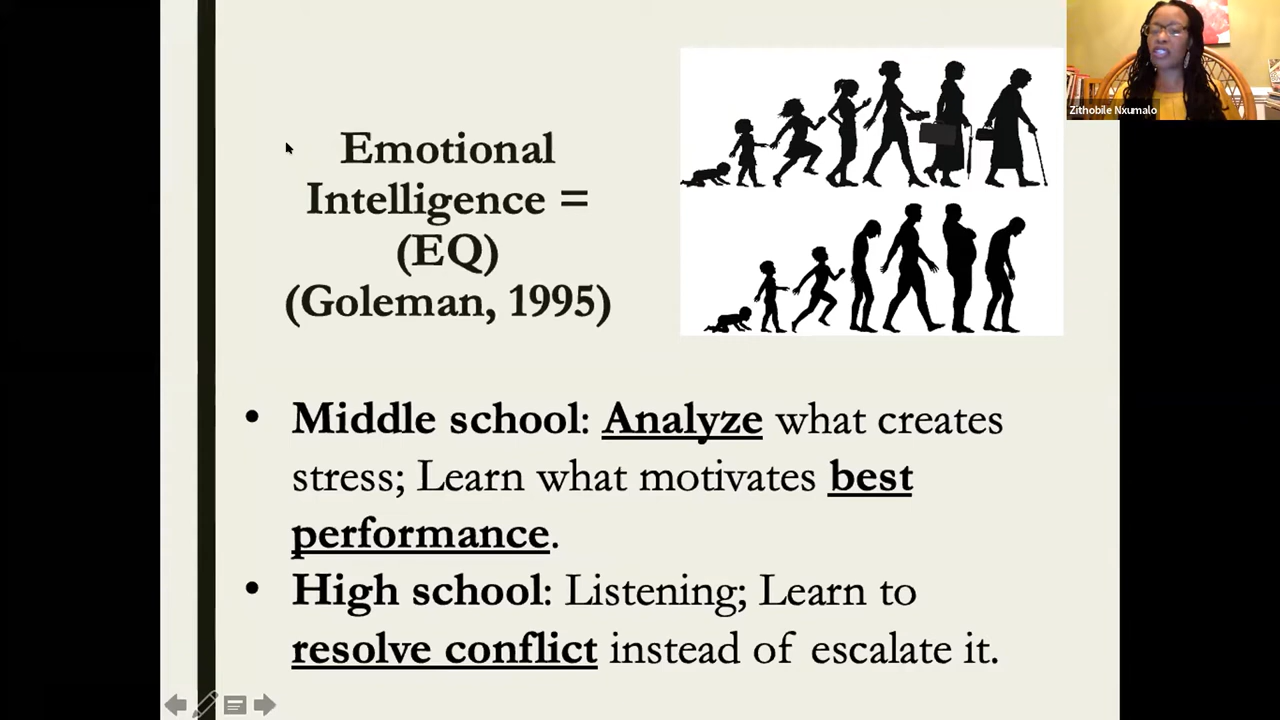 Emotional
Intelligence =
(EQ)
(Goleman, 1995)
Zithobile Nxumalo
• Middle school: Analyze what creates
stress; Learn what motivates best
performance.
• High school: Listening; Learn to
resolve conflict instead of escalate it.